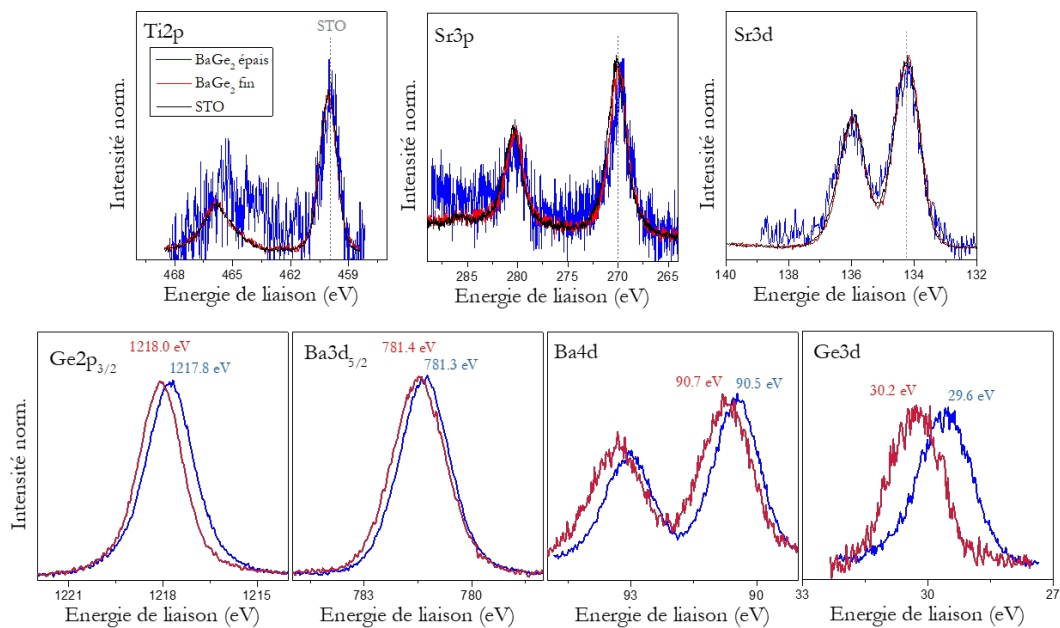 Ti2p
STO
BaGe2 épais
BaGe2 fin
STO
Intensité norm.
468 465 462 459
Energie de liaison (eV)
Sr3p
Intensité norm.
285 280 275 270 265
Energie de liaison (eV)
Sr3d
Intensité norm.
140 138 136 134 132
Energie de liaison (eV)
Intensité norm.
Ge2p3/2
1218.0 eV
1217.8 eV
1221 1218 1215
Energie de liaison (eV)
Ba3d5/2
781.4 eV
781.3 eV
783 780
Energie de liaison (eV)
Ba4d
90.7 eV
90.5 eV
93 90
Energie de liaison (eV)
Ge3d
30.2 eV
29.6 eV
33 30 27
Energie de liaison (eV)